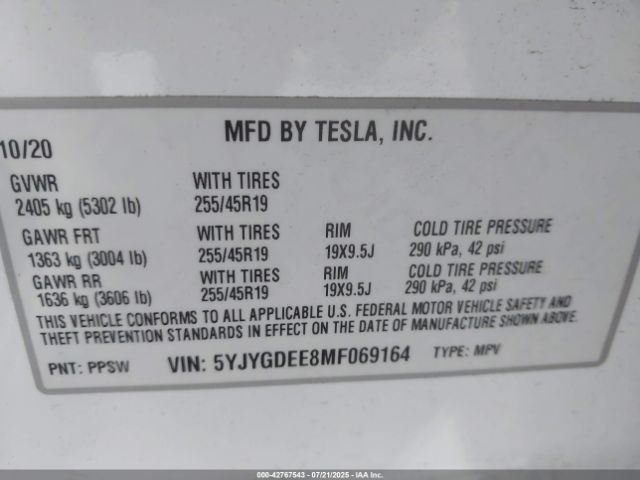 MFD BY TESLA, INC.
10/20
GVWR WITH TIRES
2405 kg (5302 lb) 255/45R19
GAWR FRT WITH TIRES RIM COLD TIRE PRESSURE
1363 kg (3004 lb) 255/45R19 19X9.5J 290 kPa, 42 psi
GAWR RR WITH TIRES RIM COLD TIRE PRESSURE
1636 kg (3606 lb) 255/45R19 19X9.5J 290 kPa, 42 psi
THIS VEHICLE CONFORMS TO ALL APPLICABLE U.S. FEDERAL MOTOR VEHICLE SAFETY AND
THEFT PREVENTION STANDARDS IN EFFECT ON THE DATE OF MANUFACTURE SHOWN ABOVE.
PNT: PPSW VIN: 5YJYGDEE8MF069164 TYPE: MPV
000-42767543 - 07/21/2025 - IAA Inc.